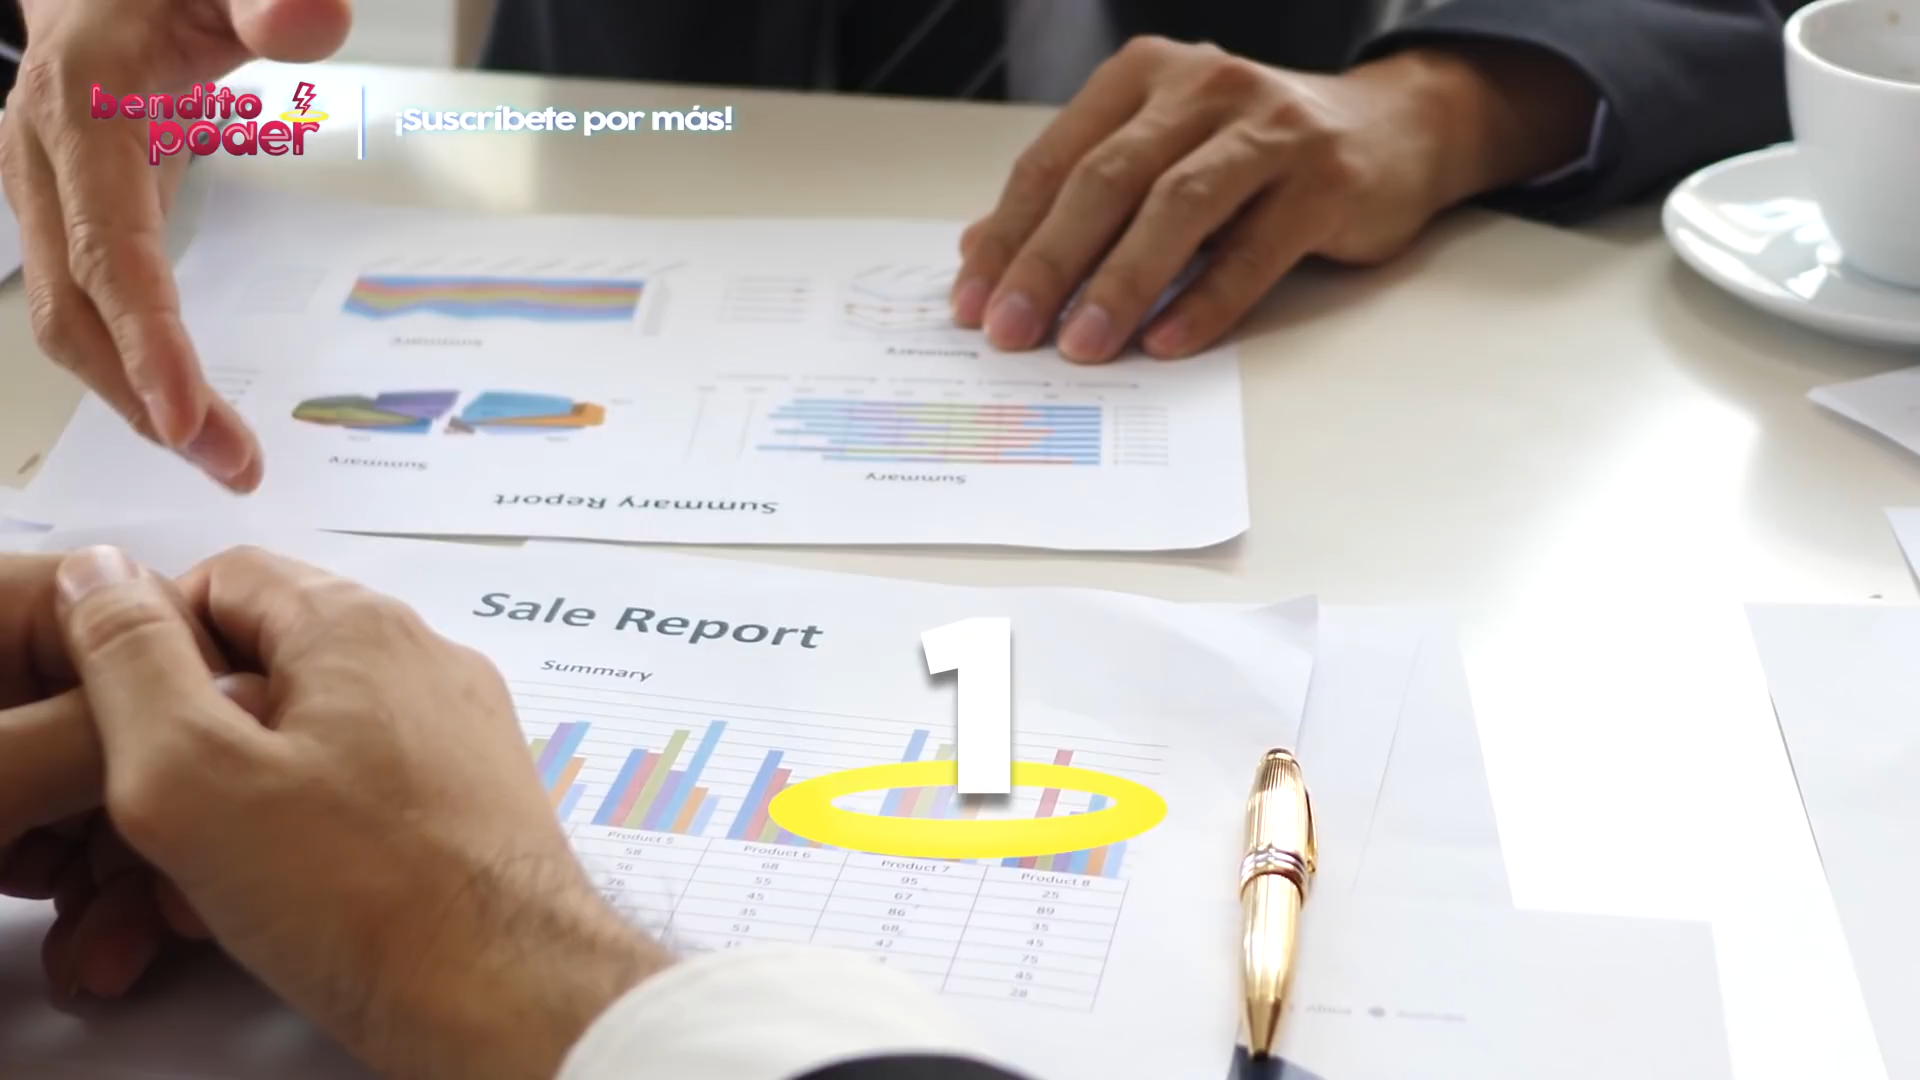 bendito
poder
¡Suscríbete por más!
Summary
Summary
Summary
Summary
Summary Report
Sale Report
Summary
1
Product 5
Product 6
Product 7
Product 8
58
68
95
25
56
55
67
89
76
45
86
35
35
68
45
53
42
75
45
28